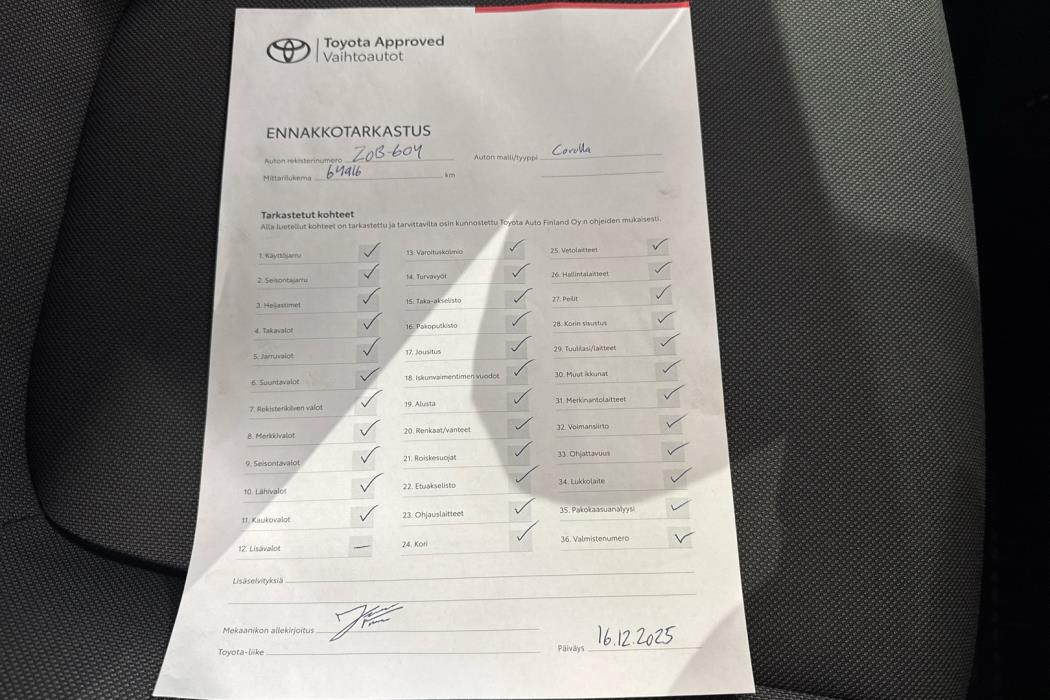 Toyota Approved
Vaihtoautot
ENNAKKOTARKASTUS
Auton rekisterinumero ZOB-604 Auton malli/tyyppi Corolla
Mittarilukema 64916 km
Tarkastetut kohteet
Alla luetellut kohteet on tarkastettu ja tarvittavilta osin kunnostettu Toyota Auto Finland Oy:n ohjeiden mukaisesti.
1. Käyttöjarru ✓
2. Seisontajarru ✓
3. Heijastimet ✓
4. Takavalot ✓
5. Jarruvalot ✓
6. Suuntavalot ✓
7. Rekisterikilven valot ✓
8. Merkkivalot ✓
9. Seisontavalot ✓
10. Lähivalot ✓
11. Kaukovalot ✓
12. Lisävalot —
13. Varoituskolmio ✓
14. Turvavyöt ✓
15. Taka-akselisto ✓
16. Pakoputkisto ✓
17. Jousitus ✓
18. Iskunvaimentimen vuodot ✓
19. Alusta ✓
20. Renkaat/vanteet ✓
21. Roiskesuojat ✓
22. Etuakselisto ✓
23. Ohjauslaitteet ✓
24. Kori ✓
25. Vetolaitteet ✓
26. Hallintalaitteet ✓
27. Peilit ✓
28. Korin sisustus ✓
29. Tuulilasi/laitteet ✓
30. Muut ikkunat ✓
31. Merkinantolaitteet ✓
32. Voimansiirto ✓
33. Ohjattavuus ✓
34. Lukkolaite ✓
35. Pakokaasuanalyysi ✓
36. Valmistenumero ✓
Lisäselvityksiä
Mekaanikon allekirjoitus
Toyota-liike
Päiväys 16.12.2025